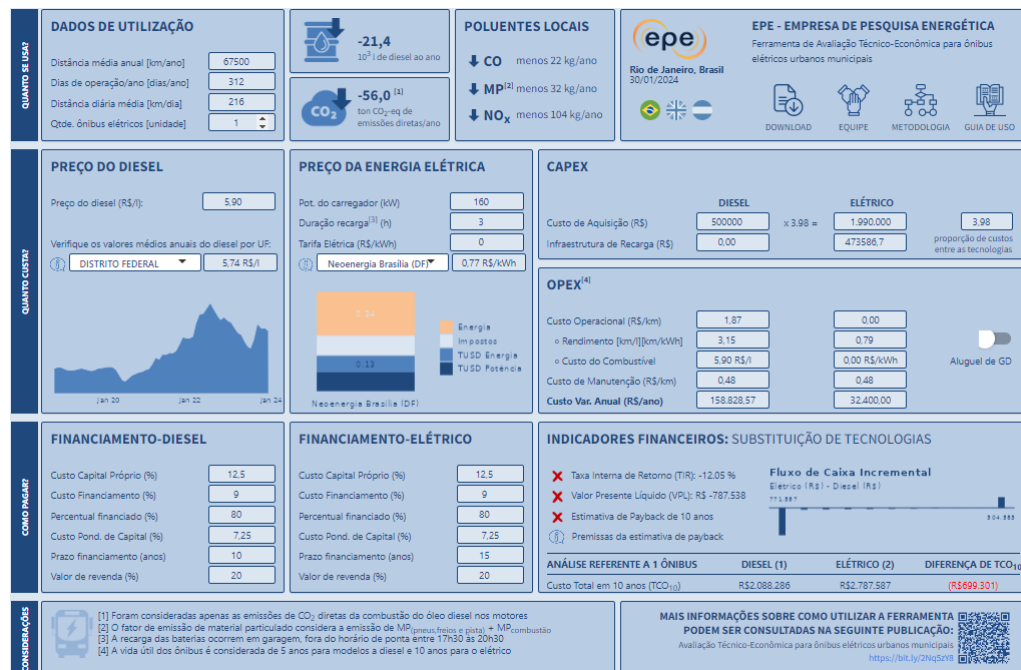 QUANTO SE USA?
DADOS DE UTILIZAÇÃO
Distância média anual [km/ano] 67500
Dias de operação/ano [dias/ano] 312
Distância diária média [km/dia] 216
Qtde. ônibus elétricos [unidade] 1
-21,4
10³ l de diesel ao ano
CO₂
-56,0 [1]
ton CO₂-eq de
emissões diretas/ano
POLUENTES LOCAIS
CO menos 22 kg/ano
MP[2] menos 32 kg/ano
NOx menos 104 kg/ano
epe
Rio de Janeiro, Brasil
30/01/2024
EPE - EMPRESA DE PESQUISA ENERGÉTICA
Ferramenta de Avaliação Técnico-Econômica para ônibus
elétricos urbanos municipais
DOWNLOAD EQUIPE METODOLOGIA GUIA DE USO
QUANTO CUSTA?
PREÇO DO DIESEL
Preço do diesel (R$/l): 5,90
Verifique os valores médios anuais do diesel por UF:
DISTRITO FEDERAL 5,74 R$/l
Jan 20 Jan 22 Jan 24
PREÇO DA ENERGIA ELÉTRICA
Pot. do carregador (kW) 160
Duração recarga[3] (h) 3
Tarifa Elétrica (R$/kWh) 0
Neoenergia Brasília (DF) 0,77 R$/kWh
0.34
0.13
Energia
Impostos
TUSD Energia
TUSD Potência
Neoenergia Brasília (DF)
CAPEX
DIESEL ELÉTRICO
Custo de Aquisição (R$) 500000 x 3.98 = 1.990.000 3,98
Infraestrutura de Recarga (R$) 0,00 473586,7
proporção de custos
entre as tecnologias
OPEX[4]
Custo Operacional (R$/km) 1,87 0,00
Rendimento [km/l][km/kWh] 3,15 0,79
Custo do Combustível 5,90 R$/l 0,00 R$/kWh
Aluguel de GD
Custo de Manutenção (R$/km) 0,48 0,48
Custo Var. Anual (R$/ano) 158.828,57 32.400,00
COMO PAGAR?
FINANCIAMENTO-DIESEL
Custo Capital Próprio (%) 12,5
Custo Financiamento (%) 9
Percentual financiado (%) 80
Custo Pond. de Capital (%) 7,25
Prazo financiamento (anos) 10
Valor de revenda (%) 20
FINANCIAMENTO-ELÉTRICO
Custo Capital Próprio (%) 12,5
Custo Financiamento (%) 9
Percentual financiado (%) 80
Custo Pond. de Capital (%) 7,25
Prazo financiamento (anos) 15
Valor de revenda (%) 20
INDICADORES FINANCEIROS: SUBSTITUIÇÃO DE TECNOLOGIAS
Taxa Interna de Retorno (TIR): -12.05 %
Valor Presente Líquido (VPL): R$ -787.538
Estimativa de Payback de 10 anos
Premissas da estimativa de payback
Fluxo de Caixa Incremental
Elétrico (R$) - Diesel (R$)
ANÁLISE REFERENTE A 1 ÔNIBUS DIESEL (1) ELÉTRICO (2) DIFERENÇA DE TCO₁₀
Custo Total em 10 anos (TCO₁₀) R$2.088.286 R$2.787.587 (R$699.301)
CONSIDERAÇÕES
[1] Foram consideradas apenas as emissões de CO₂ diretas da combustão do óleo diesel nos motores
[2] O fator de emissão de material particulado considera a emissão de MP(pneus,freios e pista) + MPcombustão
[3] A recarga das baterias ocorrem em garagem, fora do horário de ponta entre 17h30 às 20h30
[4] A vida útil dos ônibus é considerada de 5 anos para modelos a diesel e 10 anos para o elétrico
MAIS INFORMAÇÕES SOBRE COMO UTILIZAR A FERRAMENTA
PODEM SER CONSULTADAS NA SEGUINTE PUBLICAÇÃO:
Avaliação Técnico-Econômica para ônibus elétricos urbanos municipais
https://bit.ly/2Nq5zY8